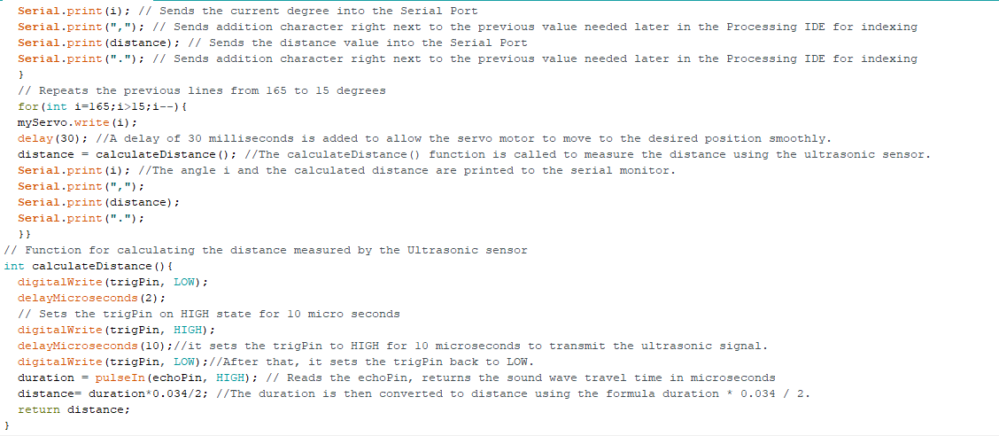 Serial.print(i); // Sends the current degree into the Serial Port
Serial.print(","); // Sends addition character right next to the previous value needed later in the Processing IDE for indexing
Serial.print(distance); // Sends the distance value into the Serial Port
Serial.print("."); // Sends addition character right next to the previous value needed later in the Processing IDE for indexing
}
// Repeats the previous lines from 165 to 15 degrees
for(int i=165;i>15;i--){
myServo.write(i);
delay(30); //A delay of 30 milliseconds is added to allow the servo motor to move to the desired position smoothly.
distance = calculateDistance(); //The calculateDistance() function is called to measure the distance using the ultrasonic sensor.
Serial.print(i); //The angle i and the calculated distance are printed to the serial monitor.
Serial.print(",");
Serial.print(distance);
Serial.print(".");
}}
// Function for calculating the distance measured by the Ultrasonic sensor
int calculateDistance(){
digitalWrite(trigPin, LOW);
delayMicroseconds(2);
// Sets the trigPin on HIGH state for 10 micro seconds
digitalWrite(trigPin, HIGH);
delayMicroseconds(10);//it sets the trigPin to HIGH for 10 microseconds to transmit the ultrasonic signal.
digitalWrite(trigPin, LOW);//After that, it sets the trigPin back to LOW.
duration = pulseIn(echoPin, HIGH); // Reads the echoPin, returns the sound wave travel time in microseconds
distance= duration*0.034/2; //The duration is then converted to distance using the formula duration * 0.034 / 2.
return distance;
}